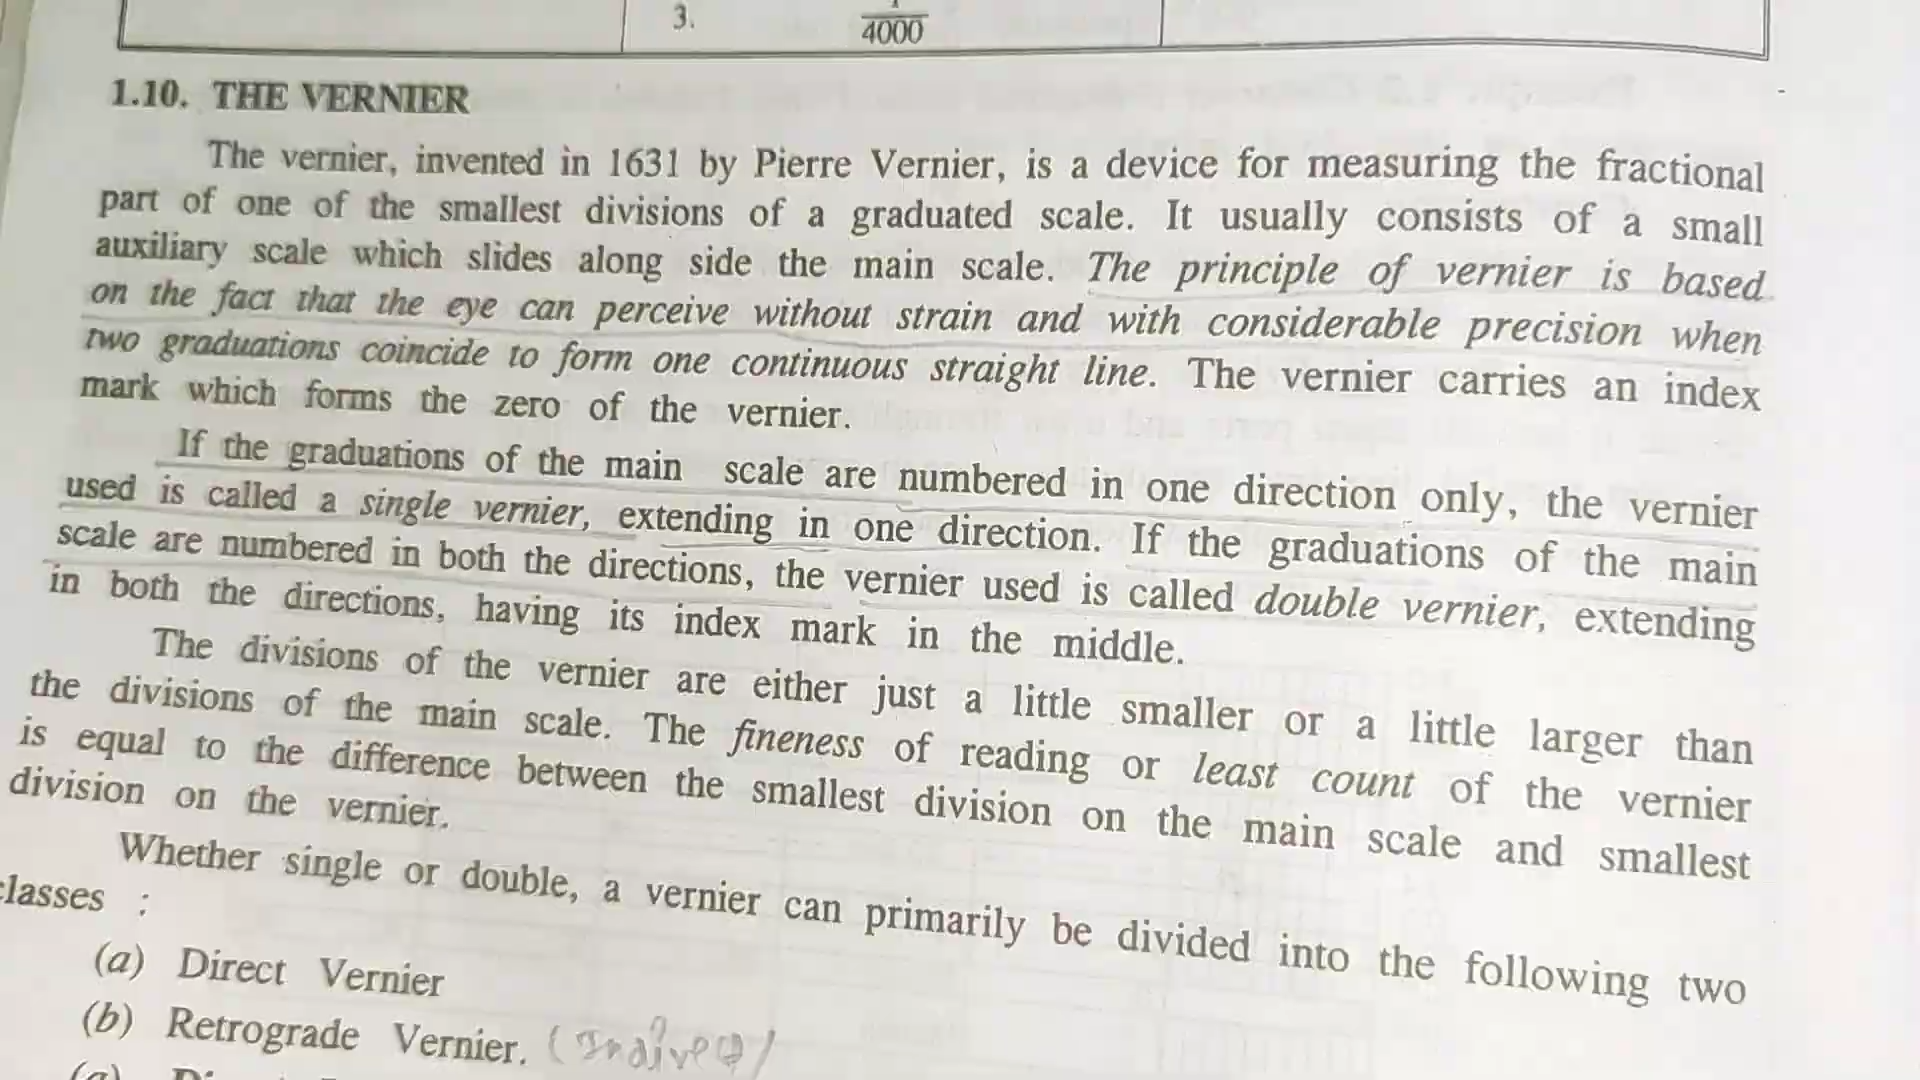 3.
4000
1.10. THE VERNIER
The vernier, invented in 1631 by Pierre Vernier, is a device for measuring the fractional
part of one of the smallest divisions of a graduated scale. It usually consists of a small
auxiliary scale which slides along side the main scale. The principle of vernier is based
on the fact that the eye can perceive without strain and with considerable precision when
two graduations coincide to form one continuous straight line. The vernier carries an index
mark which forms the zero of the vernier.
If the graduations of the main scale are numbered in one direction only, the vernier
used is called a single vernier, extending in one direction. If the graduations of the main
scale are numbered in both the directions, the vernier used is called double vernier, extending
in both the directions, having its index mark in the middle.
The divisions of the vernier are either just a little smaller or a little larger than
the divisions of the main scale. The fineness of reading or least count of the vernier
is equal to the difference between the smallest division on the main scale and smallest
division on the vernier.
Whether single or double, a vernier can primarily be divided into the following two
classes :
(a) Direct Vernier
(b) Retrograde Vernier.